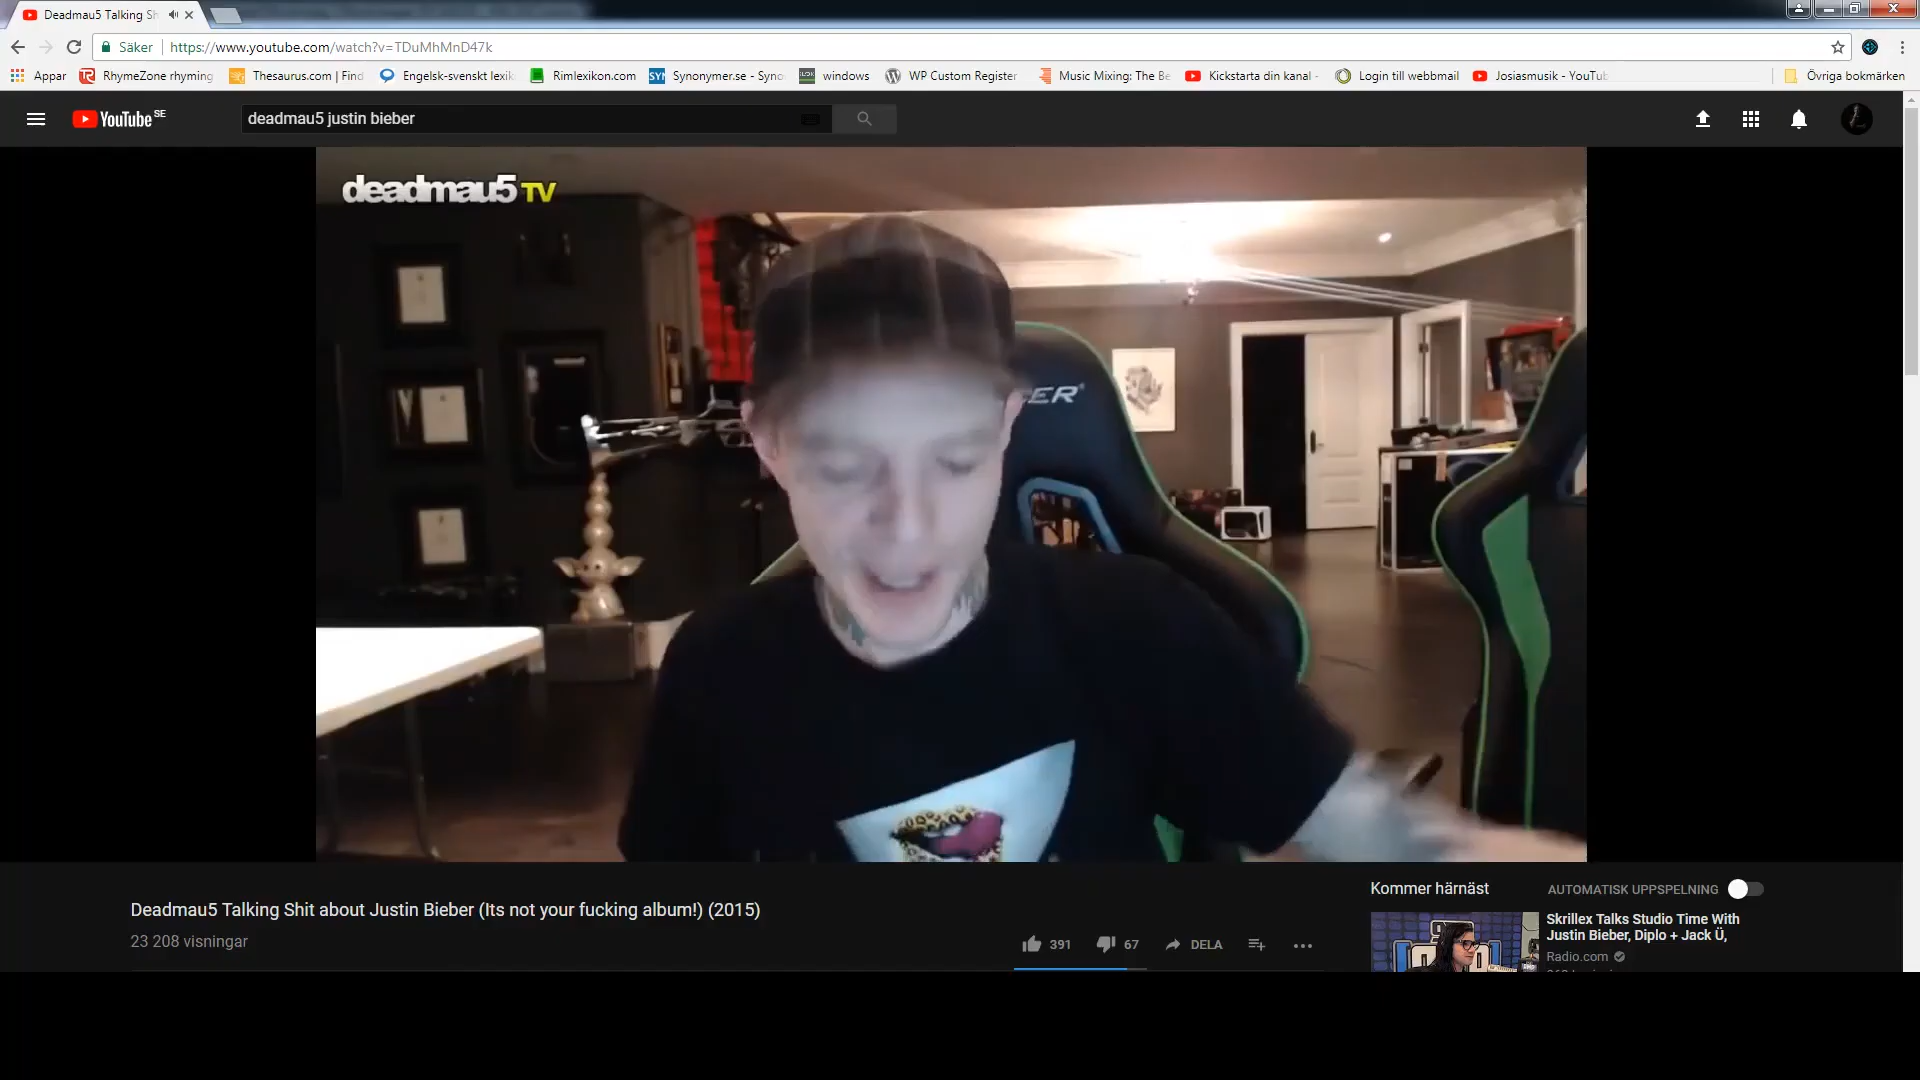 Deadmau5 Talking Sh
Säker
https://www.youtube.com/watch?v=TDuMhMnD47k
Appar
RhymeZone rhyming
Thesaurus.com | Find
Engelsk-svenskt lexik
Rimlexikon.com
SYN
Synonymer.se - Syno
windows
WP Custom Register
Music Mixing: The Be
Kickstarta din kanal -
Login till webbmail
Josiasmusik - YouTub
Övriga bokmärken
YouTube SE
deadmau5 justin bieber
deadmau5 TV
Deadmau5 Talking Shit about Justin Bieber (Its not your fucking album!) (2015)
23 208 visningar
391
67
DELA
Kommer härnäst
AUTOMATISK UPPSPELNING
Skrillex Talks Studio Time With
Justin Bieber, Diplo + Jack Ü,
Radio.com